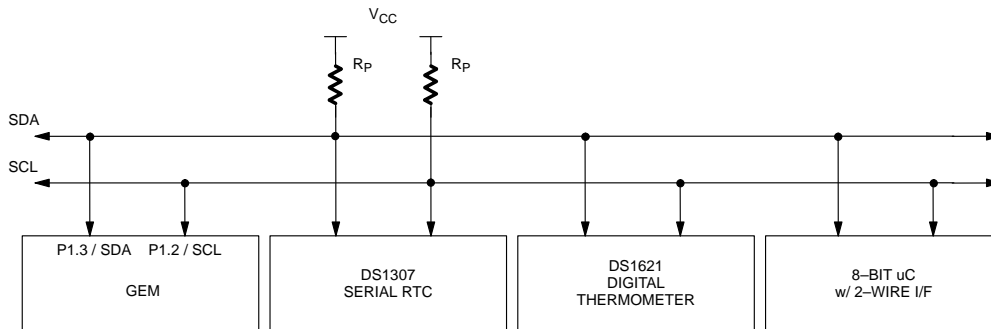 VCC
RP RP
SDA
SCL
P1.3 / SDA P1.2 / SCL
GEM
DS1307
SERIAL RTC
DS1621
DIGITAL
THERMOMETER
8–BIT uC
w/ 2–WIRE I/F